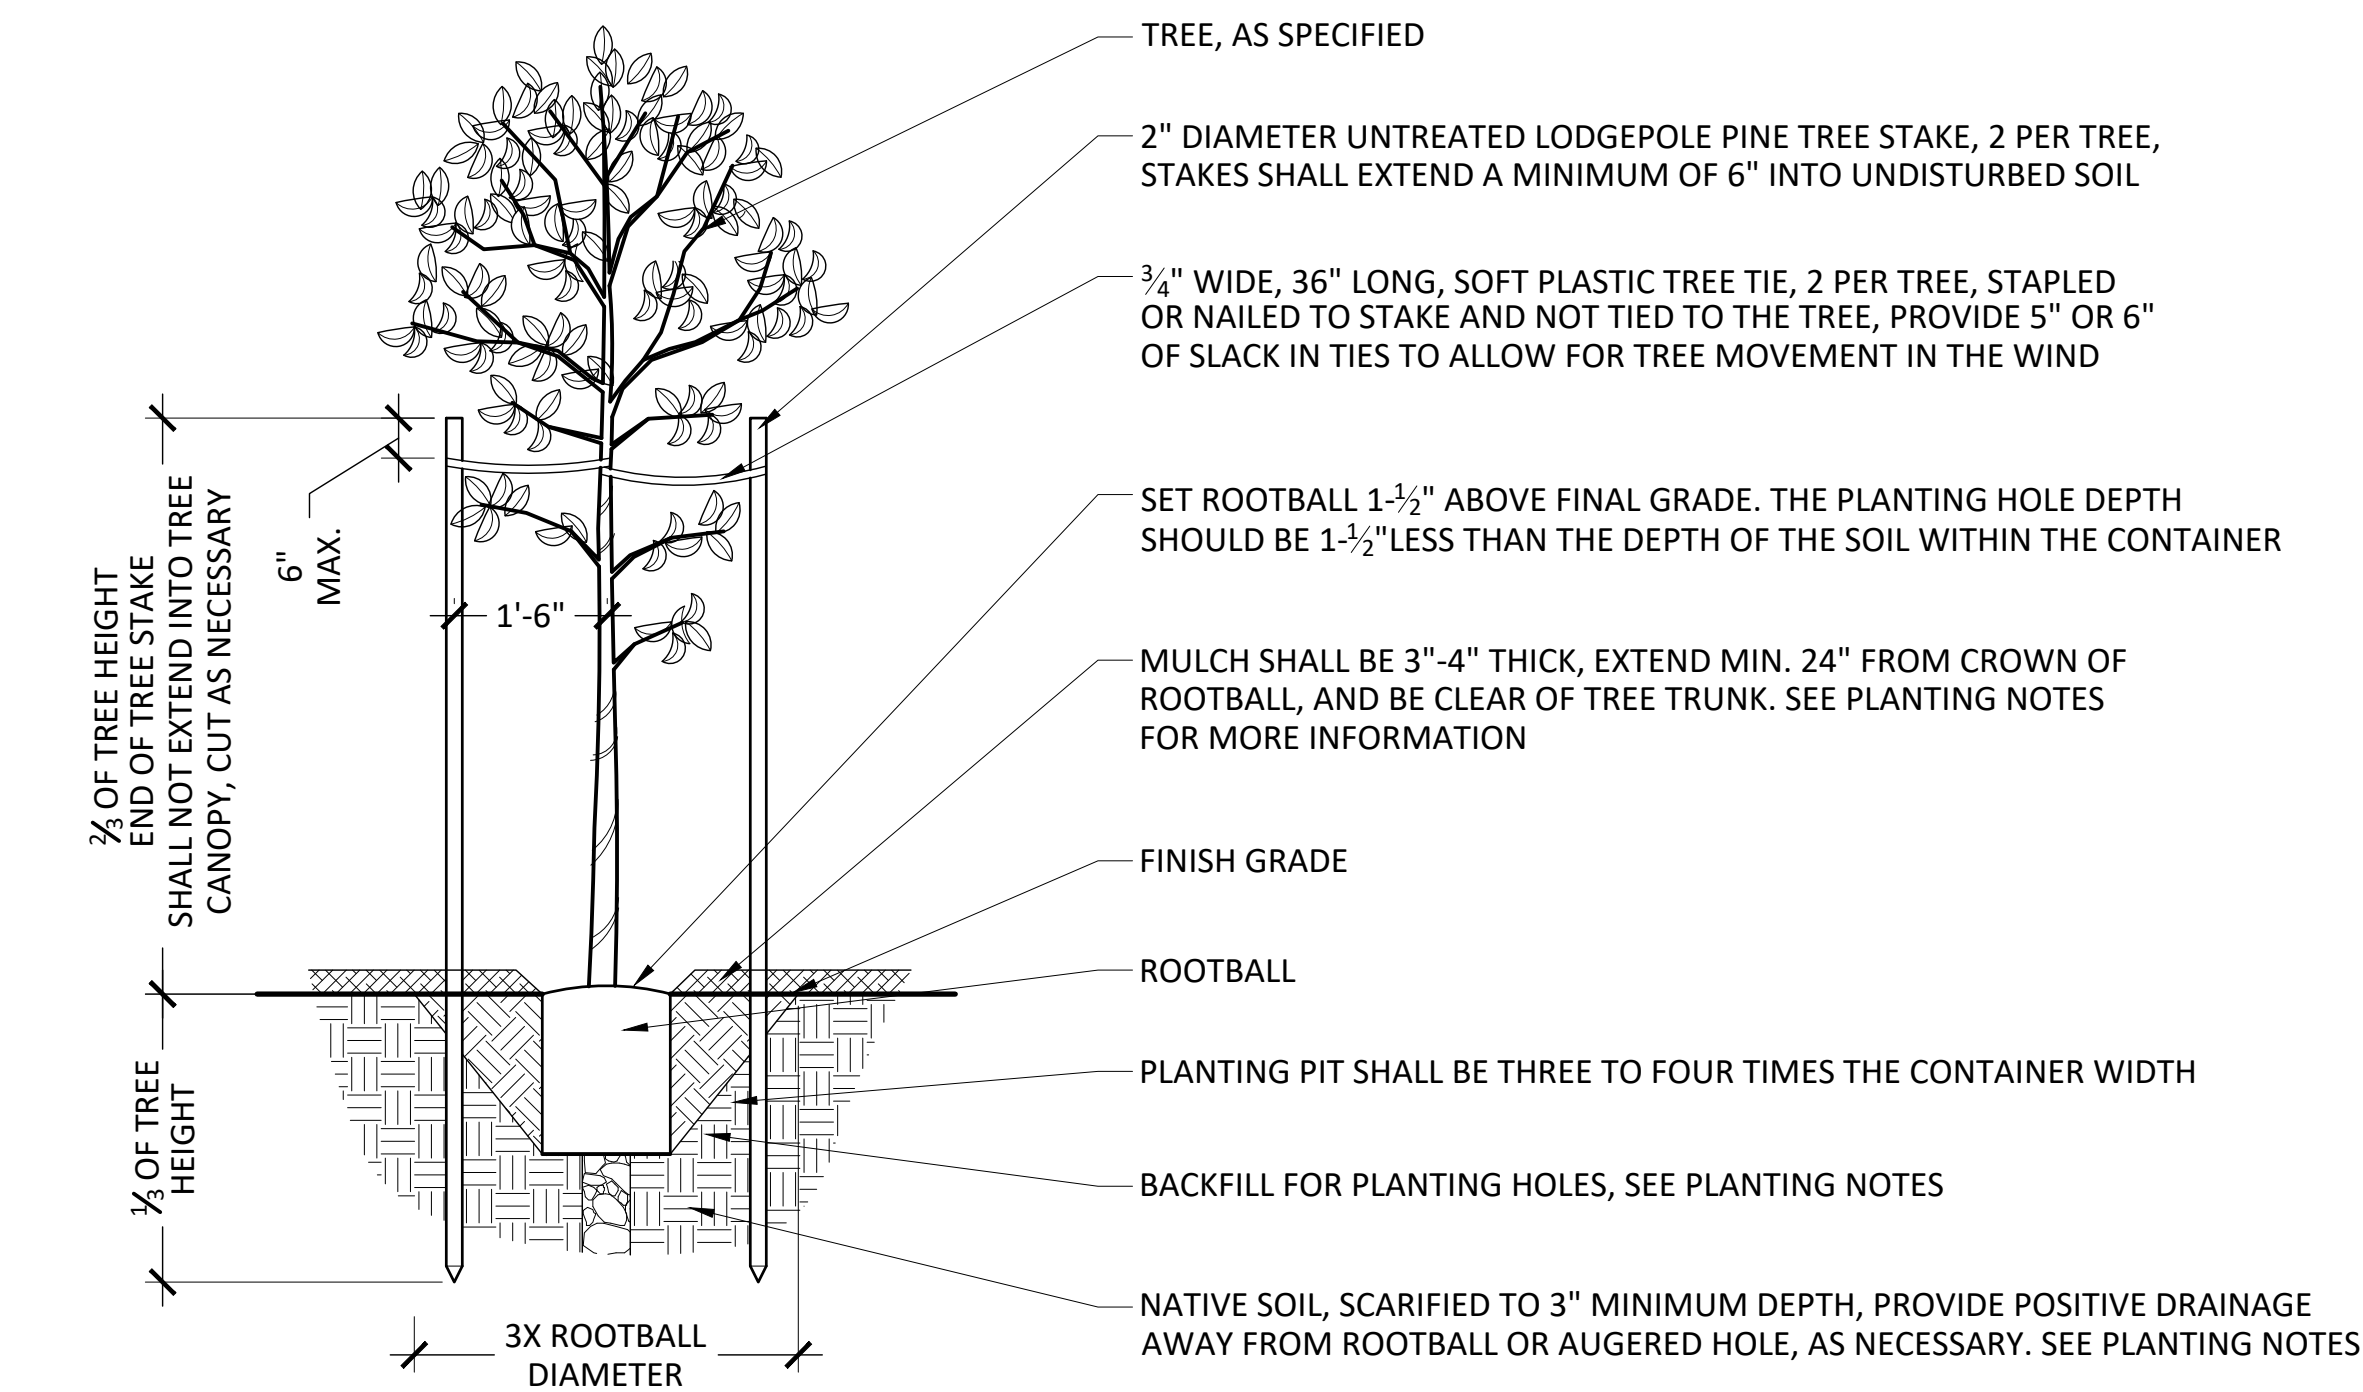 TREE, AS SPECIFIED
2" DIAMETER UNTREATED LODGEPOLE PINE TREE STAKE, 2 PER TREE,
STAKES SHALL EXTEND A MINIMUM OF 6" INTO UNDISTURBED SOIL
3⁄4" WIDE, 36" LONG, SOFT PLASTIC TREE TIE, 2 PER TREE, STAPLED
OR NAILED TO STAKE AND NOT TIED TO THE TREE, PROVIDE 5" OR 6"
OF SLACK IN TIES TO ALLOW FOR TREE MOVEMENT IN THE WIND
SET ROOTBALL 1-1⁄2" ABOVE FINAL GRADE. THE PLANTING HOLE DEPTH
SHOULD BE 1-1⁄2"LESS THAN THE DEPTH OF THE SOIL WITHIN THE CONTAINER
MULCH SHALL BE 3"-4" THICK, EXTEND MIN. 24" FROM CROWN OF
ROOTBALL, AND BE CLEAR OF TREE TRUNK. SEE PLANTING NOTES
FOR MORE INFORMATION
FINISH GRADE
ROOTBALL
PLANTING PIT SHALL BE THREE TO FOUR TIMES THE CONTAINER WIDTH
BACKFILL FOR PLANTING HOLES, SEE PLANTING NOTES
NATIVE SOIL, SCARIFIED TO 3" MINIMUM DEPTH, PROVIDE POSITIVE DRAINAGE
AWAY FROM ROOTBALL OR AUGERED HOLE, AS NECESSARY. SEE PLANTING NOTES
2⁄3 OF TREE HEIGHT
END OF TREE STAKE
SHALL NOT EXTEND INTO TREE
CANOPY, CUT AS NECESSARY
6"
MAX.
1'-6"
1⁄3 OF TREE
HEIGHT
3X ROOTBALL
DIAMETER